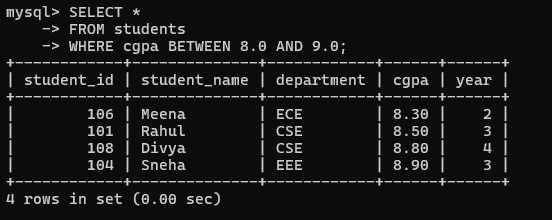 mysql> SELECT *
    -> FROM students
    -> WHERE cgpa BETWEEN 8.0 AND 9.0;
+------------+--------------+------------+------+------+
| student_id | student_name | department | cgpa | year |
+------------+--------------+------------+------+------+
|        106 | Meena        | ECE        | 8.30 |    2 |
|        101 | Rahul        | CSE        | 8.50 |    3 |
|        108 | Divya        | CSE        | 8.80 |    4 |
|        104 | Sneha        | EEE        | 8.90 |    3 |
+------------+--------------+------------+------+------+
4 rows in set (0.00 sec)